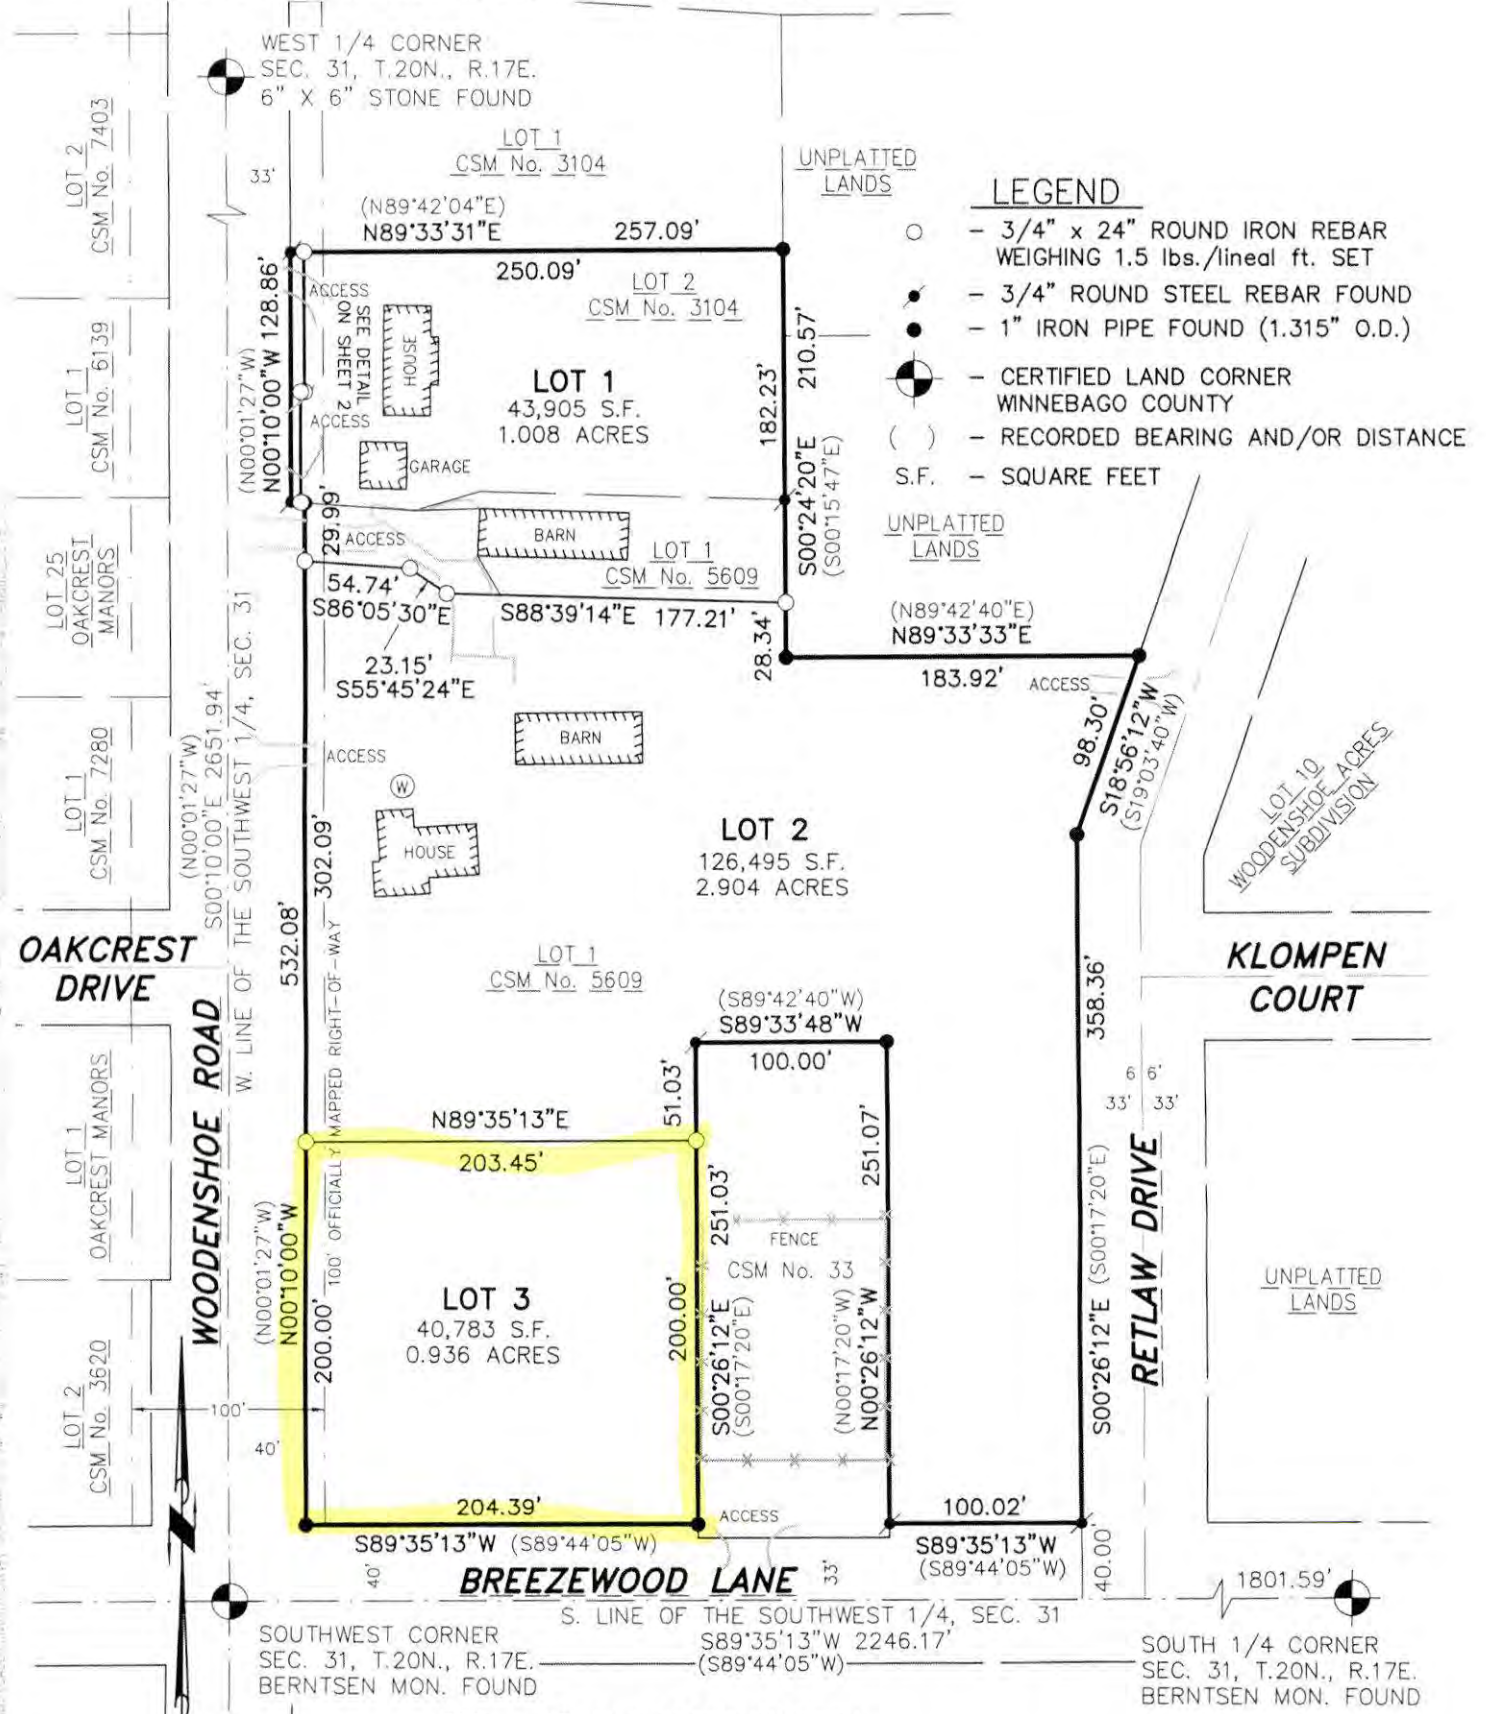 WEST 1/4 CORNER
SEC. 31, T.20N., R.17E.
6" X 6" STONE FOUND
LOT 2
CSM No. 7403
33'
LOT 1
CSM No. 3104
UNPLATTED
LANDS
LEGEND
- 3/4" x 24" ROUND IRON REBAR
WEIGHING 1.5 lbs./lineal ft. SET
- 3/4" ROUND STEEL REBAR FOUND
- 1" IRON PIPE FOUND (1.315" O.D.)
- CERTIFIED LAND CORNER
WINNEBAGO COUNTY
( ) - RECORDED BEARING AND/OR DISTANCE
S.F. - SQUARE FEET
(N89°42'04"E)
N89°33'31"E
257.09'
250.09'
LOT 2
CSM No. 3104
ACCESS
SEE DETAIL
ON SHEET 2
HOUSE
ACCESS
GARAGE
LOT 1
43,905 S.F.
1.008 ACRES
(N00°01'27"W)
N00°10'00"W 128.86'
210.57'
182.23'
S00°24'20"E
(S00°15'47"E)
LOT 1
CSM No. 6139
LOT 25
OAKCREST
MANORS
29.99'
ACCESS
BARN
LOT 1
CSM No. 5609
UNPLATTED
LANDS
54.74'
S86°05'30"E
S88°39'14"E 177.21'
23.15'
S55°45'24"E
28.34'
(N89°42'40"E)
N89°33'33"E
183.92'
ACCESS
98.30'
S18°56'12"W
(S19°03'40"W)
LOT 10
WOODENSHOE ACRES
SUBDIVISION
LOT 1
CSM No. 7280
(N00°01'27"W)
S00°10'00"E 2651.94'
W. LINE OF THE SOUTHWEST 1/4, SEC. 31
ACCESS
BARN
W
HOUSE
LOT 2
126,495 S.F.
2.904 ACRES
302.09'
532.08'
100' OFFICIALLY MAPPED RIGHT-OF-WAY
OAKCREST
DRIVE
WOODENSHOE ROAD
LOT 1
CSM No. 5609
KLOMPEN
COURT
(S89°42'40"W)
S89°33'48"W
100.00'
358.36'
51.03'
251.07'
6' 6'
33' 33'
LOT 1
OAKCREST MANORS
N89°35'13"E
203.45'
251.03'
FENCE
CSM No. 33
(N00°01'27"W)
N00°10'00"W
200.00'
LOT 3
40,783 S.F.
0.936 ACRES
200.00'
S00°26'12"E
(S00°17'20"E)
(N00°17'20"W)
N00°26'12"W
S00°26'12"E (S00°17'20"E)
RETLAW DRIVE
UNPLATTED
LANDS
LOT 2
CSM No. 3620
100'
40'
204.39'
S89°35'13"W (S89°44'05"W)
ACCESS
100.02'
S89°35'13"W
(S89°44'05"W)
40.00'
40'
BREEZEWOOD LANE
33'
1801.59'
S. LINE OF THE SOUTHWEST 1/4, SEC. 31
S89°35'13"W 2246.17'
(S89°44'05"W)
SOUTHWEST CORNER
SEC. 31, T.20N., R.17E.
BERNTSEN MON. FOUND
SOUTH 1/4 CORNER
SEC. 31, T.20N., R.17E.
BERNTSEN MON. FOUND